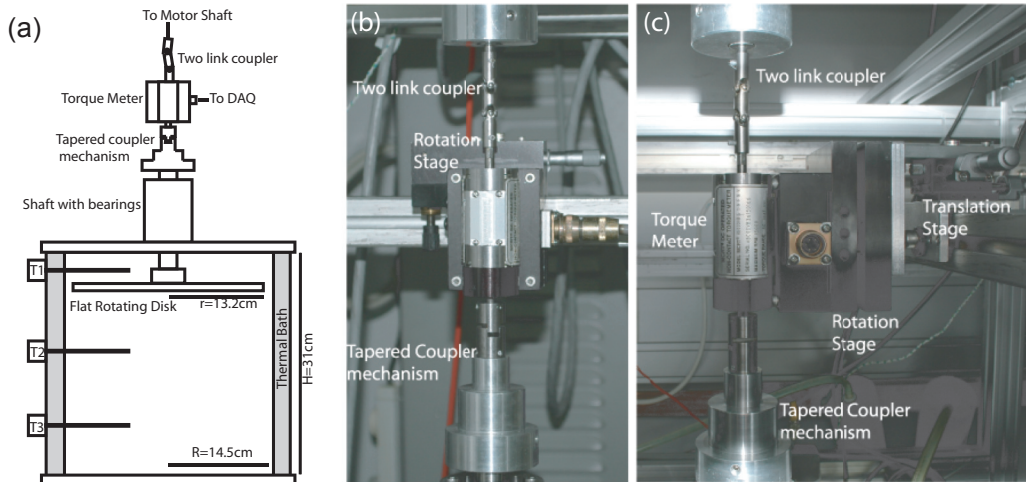 (a)
To Motor Shaft
Two link coupler
Torque Meter
To DAQ
Tapered coupler
mechanism
Shaft with bearings
T1
Flat Rotating Disk
r=13.2cm
T2
Thermal Bath
H=31cm
T3
R=14.5cm
(b)
Two link coupler
Rotation
Stage
Tapered Coupler
mechanism
(c)
Two link coupler
Torque
Meter
Translation
Stage
Rotation
Stage
Tapered Coupler
mechanism